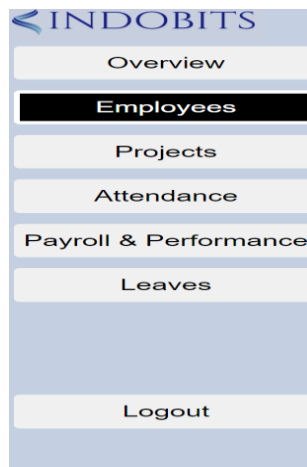 INDOBITS
Overview
Employees
Projects
Attendance
Payroll & Performance
Leaves
Logout